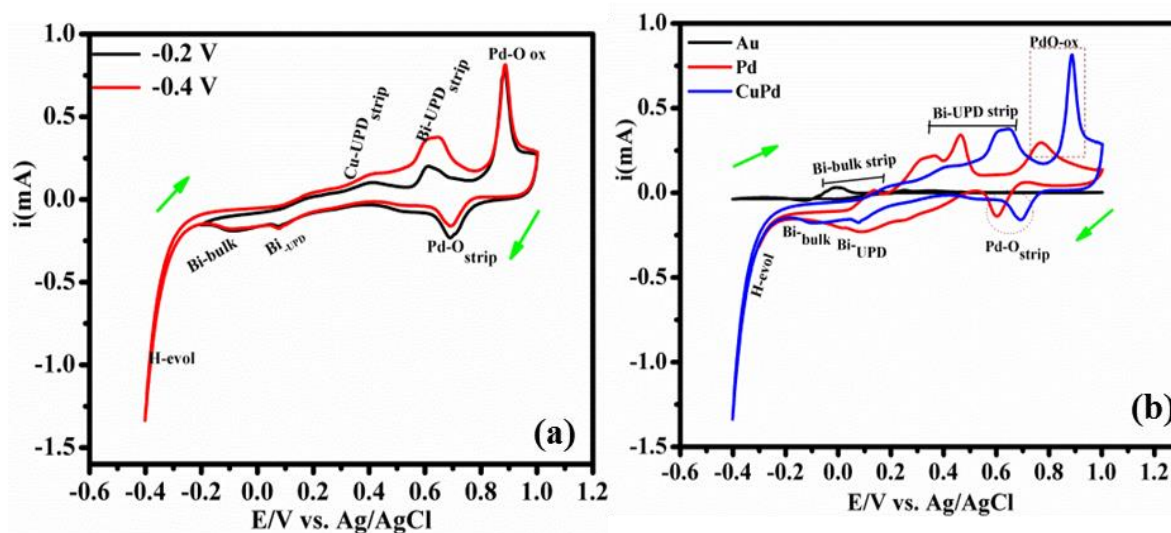 1.0
0.5
0.0
-0.5
-1.0
-1.5
i(mA)
-0.2 V
-0.4 V
Cu-UPD strip
Bi-UPD strip
Pd-O ox
Bi-bulk
Bi-UPD
Pd-O strip
H-evol
(a)
-0.6 -0.4 -0.2 0.0 0.2 0.4 0.6 0.8 1.0 1.2
E/V vs. Ag/AgCl
1.0
0.5
0.0
-0.5
-1.0
-1.5
i(mA)
Au
Pd
CuPd
PdO-ox
Bi-UPD strip
Bi-bulk strip
Bi-bulk
Bi-UPD
Pd-O strip
H-evol
(b)
-0.6 -0.4 -0.2 0.0 0.2 0.4 0.6 0.8 1.0 1.2
E/V vs. Ag/AgCl